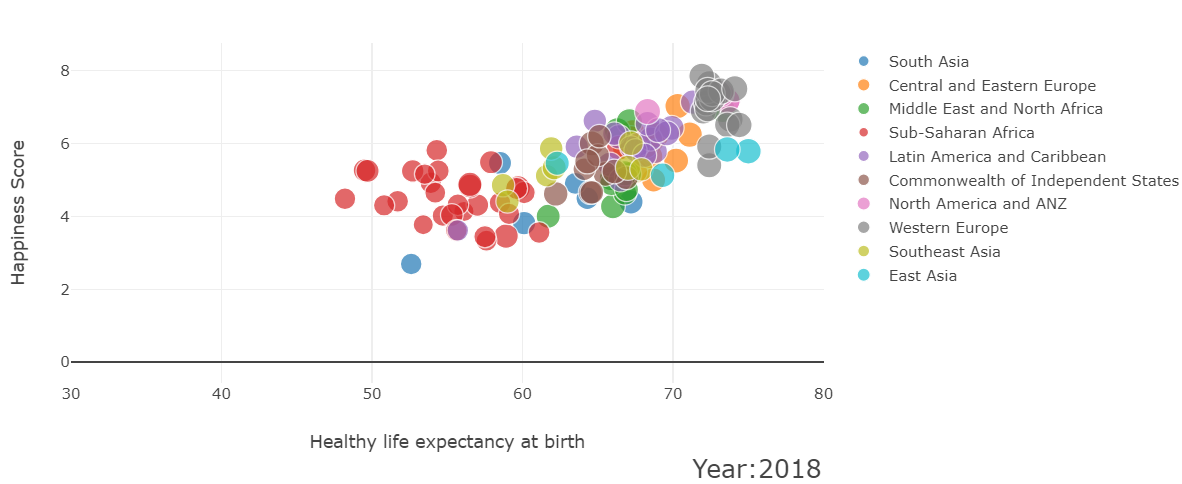 8
6
4
2
0
30 40 50 60 70 80
Happiness Score
Healthy life expectancy at birth
Year:2018
South Asia
Central and Eastern Europe
Middle East and North Africa
Sub-Saharan Africa
Latin America and Caribbean
Commonwealth of Independent States
North America and ANZ
Western Europe
Southeast Asia
East Asia